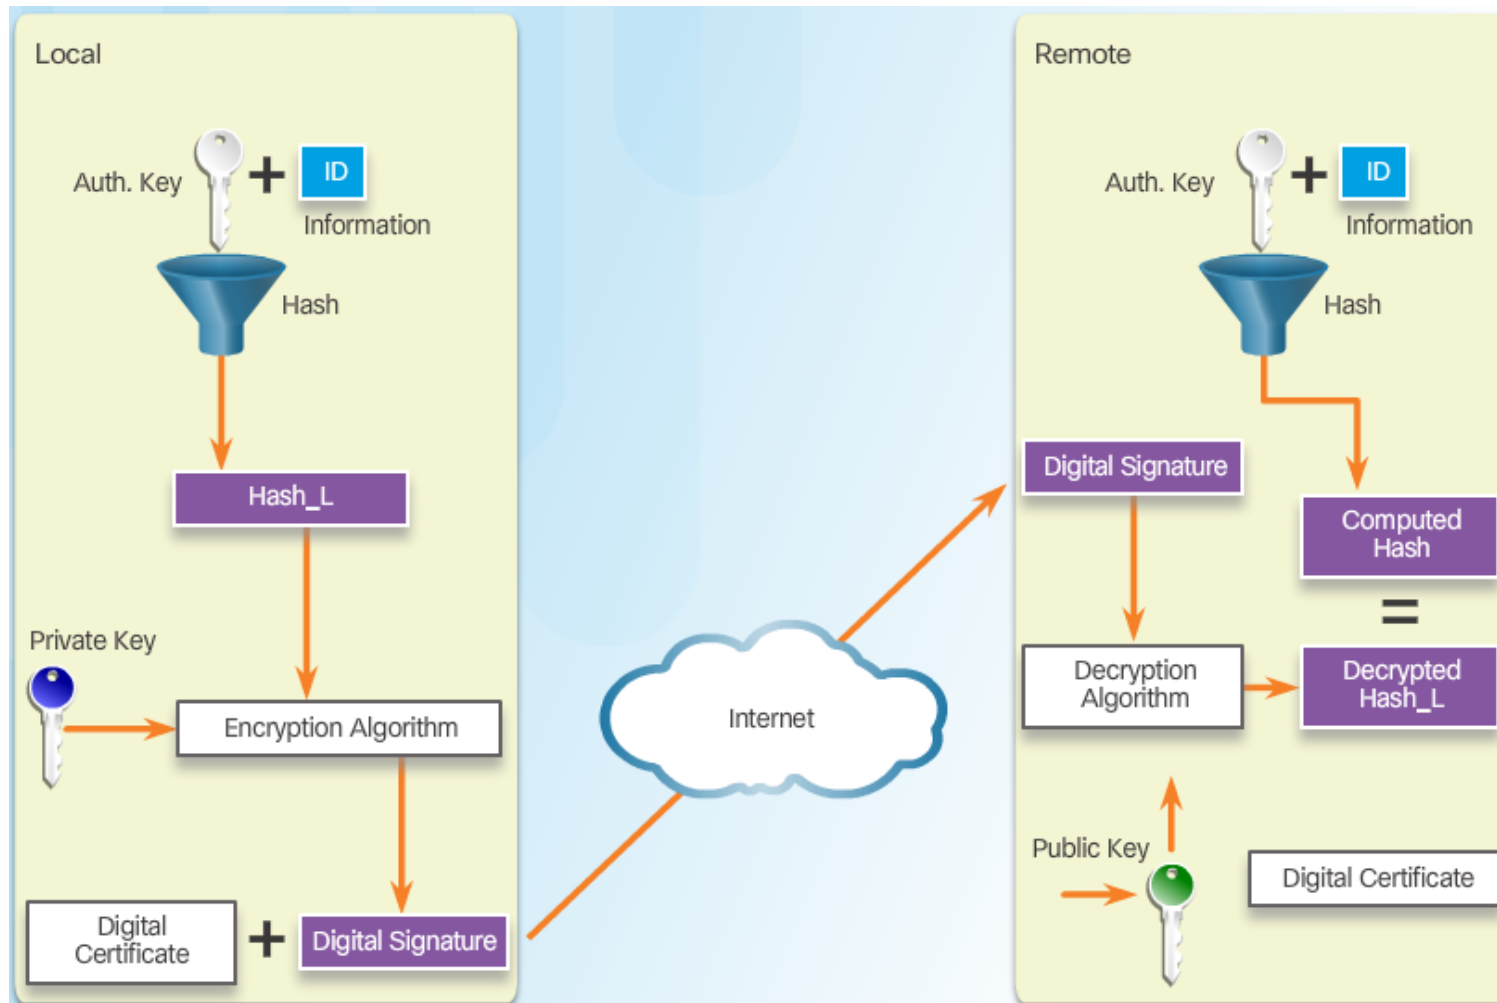 Local
Auth. Key
ID
Information
Hash
Hash_L
Private Key
Encryption Algorithm
Digital
Certificate
Digital Signature
Internet
Remote
Auth. Key
ID
Information
Hash
Digital Signature
Computed
Hash
Decryption
Algorithm
Decrypted
Hash_L
Public Key
Digital Certificate